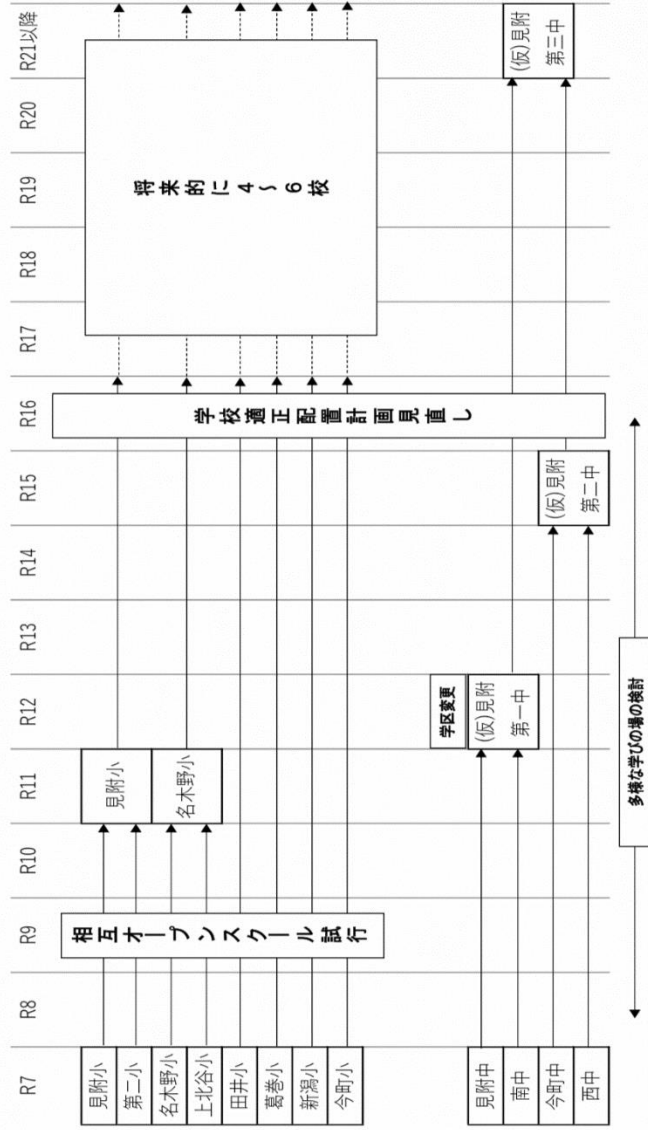 R7
R8
R9
R10
R11
R12
R13
R14
R15
R16
R17
R18
R19
R20
R21以降
見附小
第二小
名木野小
上北谷小
田井小
葛巻小
新潟小
今町小
相互オープンスクール試行
見附小
名木野小
学校適正配置計画見直し
将来的に4~6校
見附中
南中
今町中
西中
学区変更
(仮)見附
第一中
(仮)見附
第二中
(仮)見附
第三中
多様な学びの場の検討